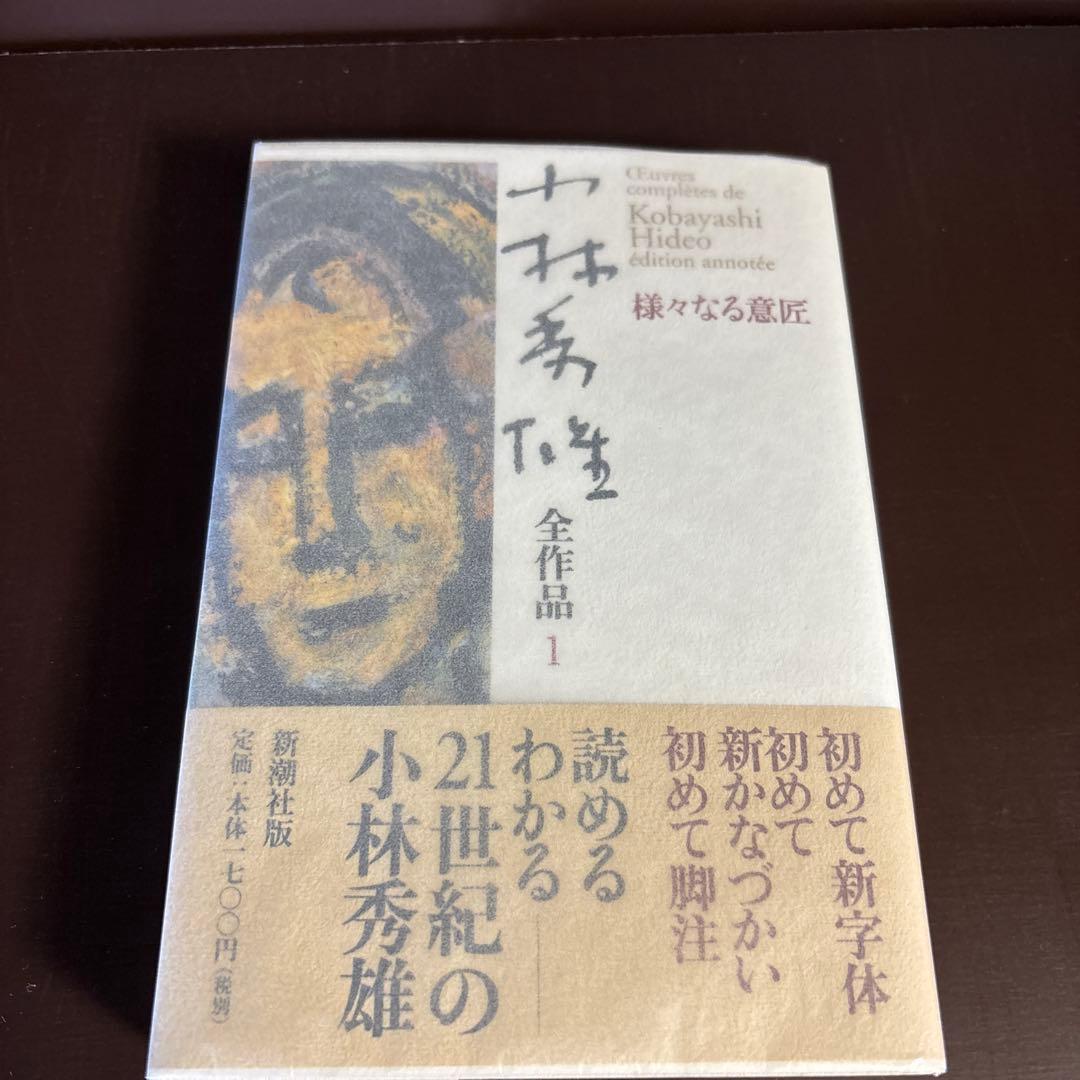 Œuvres
complètes de
Kobayashi
Hideo
édition annotée
様々なる意匠
小林秀雄
全作品 1
初めて新字体
初めて
新かなづかい
初めて脚注
読める
わかる——
21世紀の
小林秀雄
新潮社版
定価:本体一七〇〇円(税別)